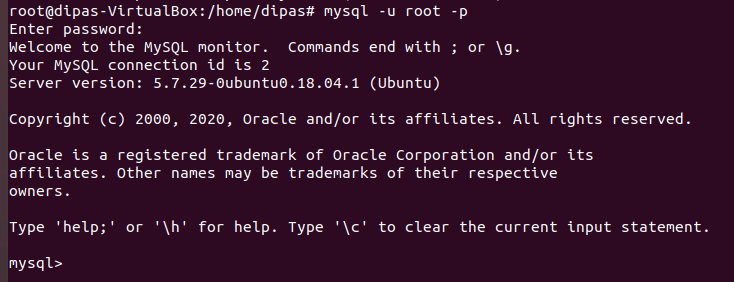 root@dipas-VirtualBox:/home/dipas# mysql -u root -p
Enter password:
Welcome to the MySQL monitor.  Commands end with ; or \g.
Your MySQL connection id is 2
Server version: 5.7.29-0ubuntu0.18.04.1 (Ubuntu)
Copyright (c) 2000, 2020, Oracle and/or its affiliates. All rights reserved.
Oracle is a registered trademark of Oracle Corporation and/or its
affiliates. Other names may be trademarks of their respective
owners.
Type 'help;' or '\h' for help. Type '\c' to clear the current input statement.
mysql>